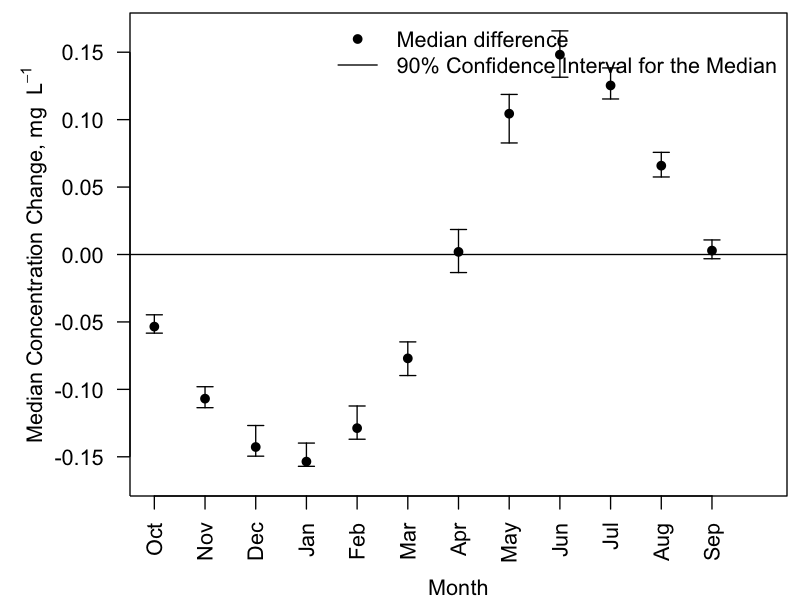 Median difference
90% Confidence Interval for the Median
Median Concentration Change, mg L⁻¹
0.15
0.10
0.05
0.00
-0.05
-0.10
-0.15
Oct
Nov
Dec
Jan
Feb
Mar
Apr
May
Jun
Jul
Aug
Sep
Month